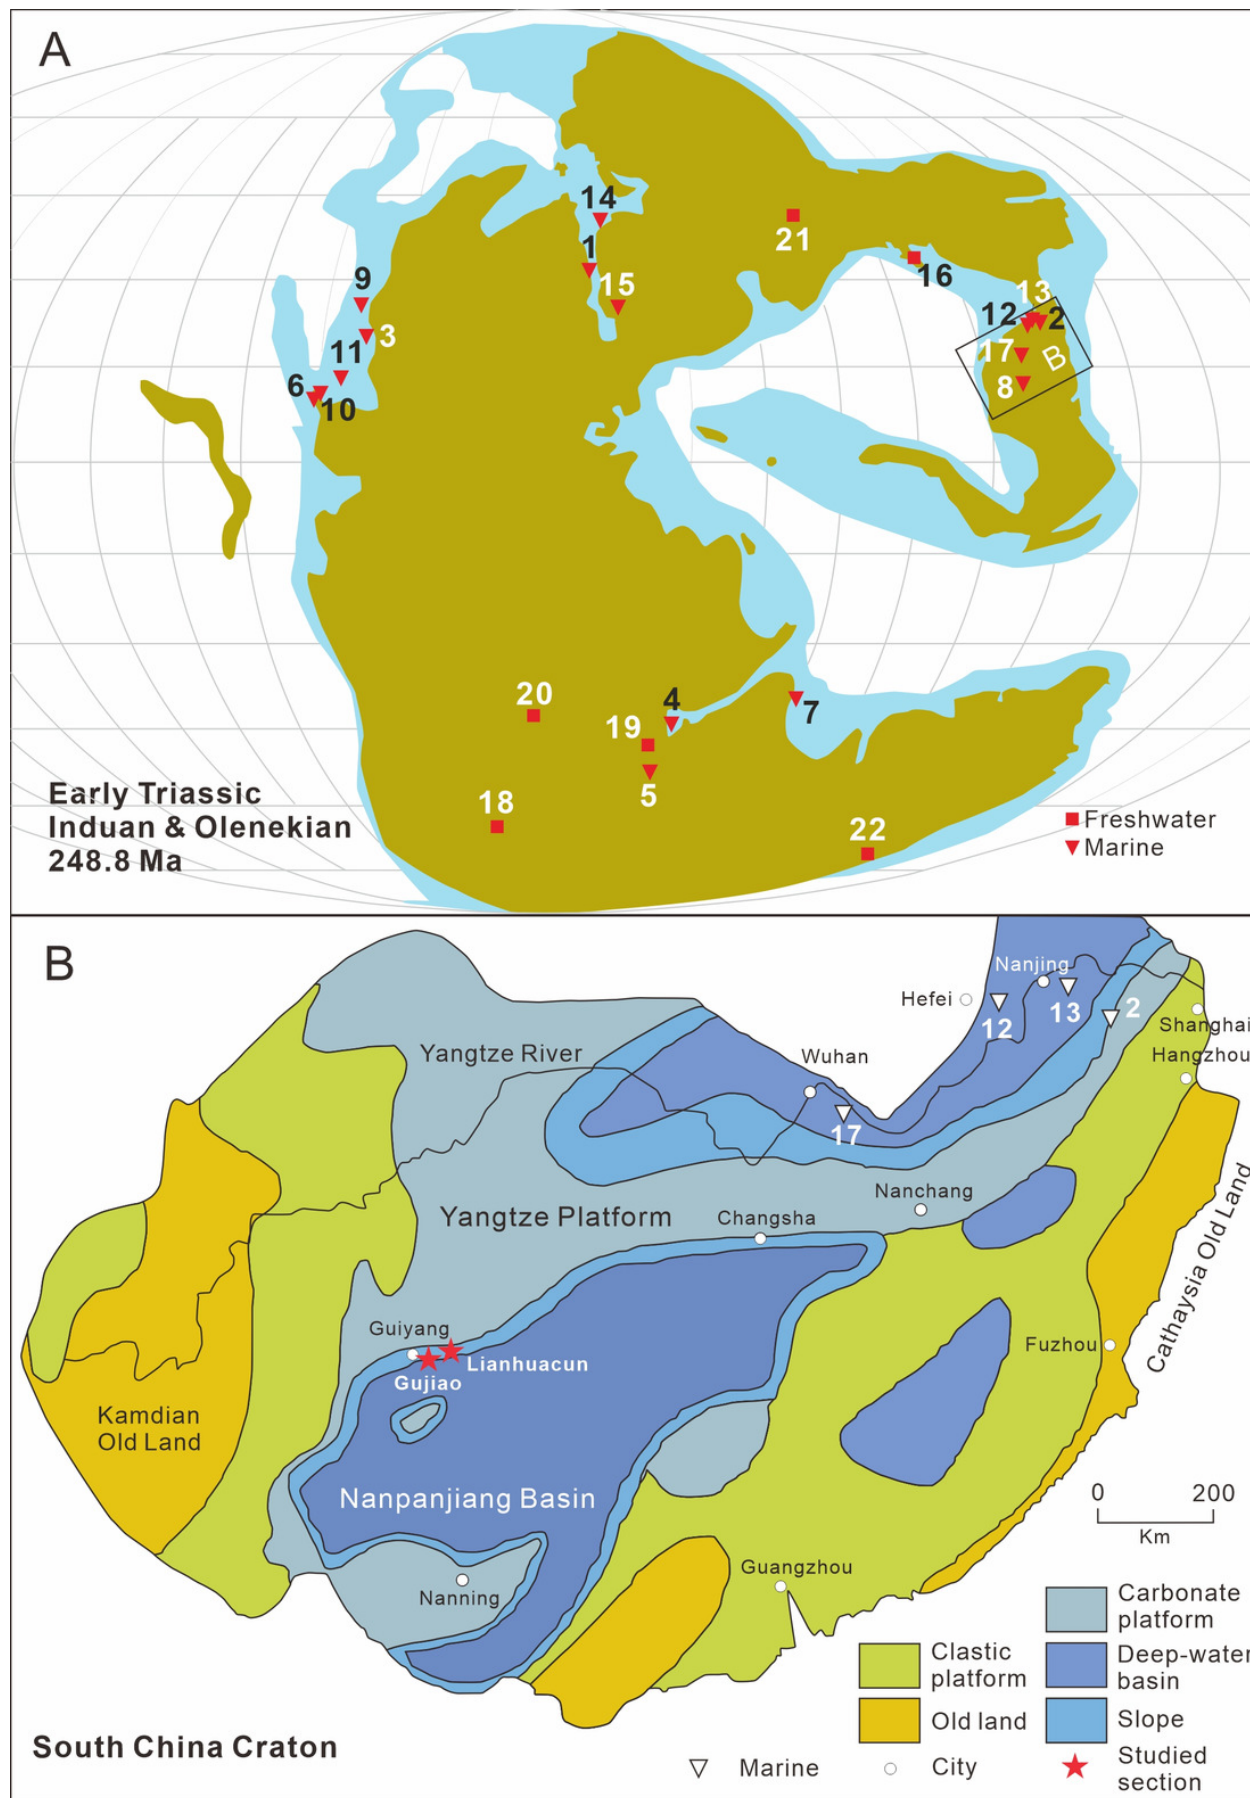 A
14
1
21
15
16
9
13
12
2
3
17
B
11
8
6
10
20
4
7
19
5
18
22
Early Triassic
Induan & Olenekian
248.8 Ma
Freshwater
Marine
B
Nanjing
Hefei
12
13
2
Shanghai
Hangzhou
Yangtze River
Wuhan
17
Nanchang
Yangtze Platform
Changsha
Cathaysia Old Land
Guiyang
Lianhuacun
Gujiao
Fuzhou
Kamdian
Old Land
Nanpanjiang Basin
0 200
Km
Guangzhou
Nanning
Carbonate
platform
Clastic
platform
Deep-water
basin
Old land
Slope
South China Craton
Marine
City
Studied
section